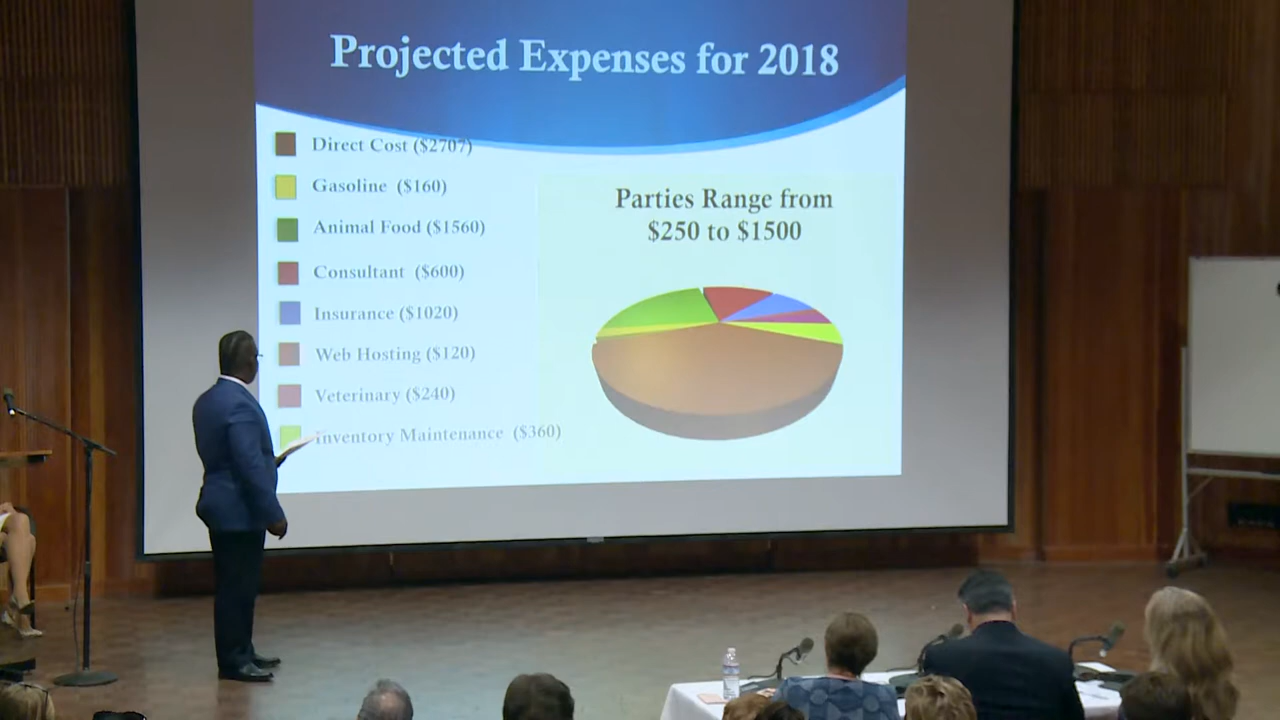 Projected Expenses for 2018
Direct Cost ($2707)
Gasoline ($160)
Animal Food ($1560)
Consultant ($600)
Insurance ($1020)
Web Hosting ($120)
Veterinary ($240)
Inventory Maintenance ($360)
Parties Range from
$250 to $1500